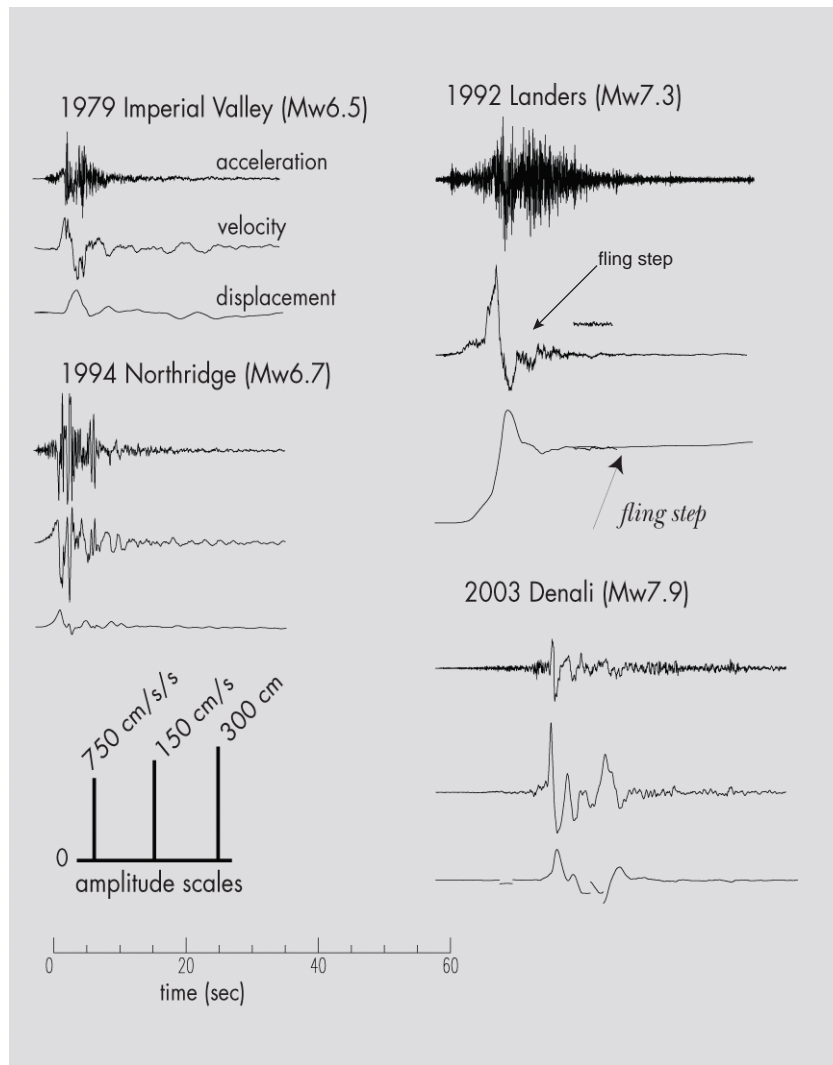 1979 Imperial Valley (Mw6.5)
acceleration
velocity
displacement
1994 Northridge (Mw6.7)
750 cm/s/s
150 cm/s
300 cm
0
amplitude scales
1992 Landers (Mw7.3)
fling step
fling step
2003 Denali (Mw7.9)
0 20 40 60
time (sec)